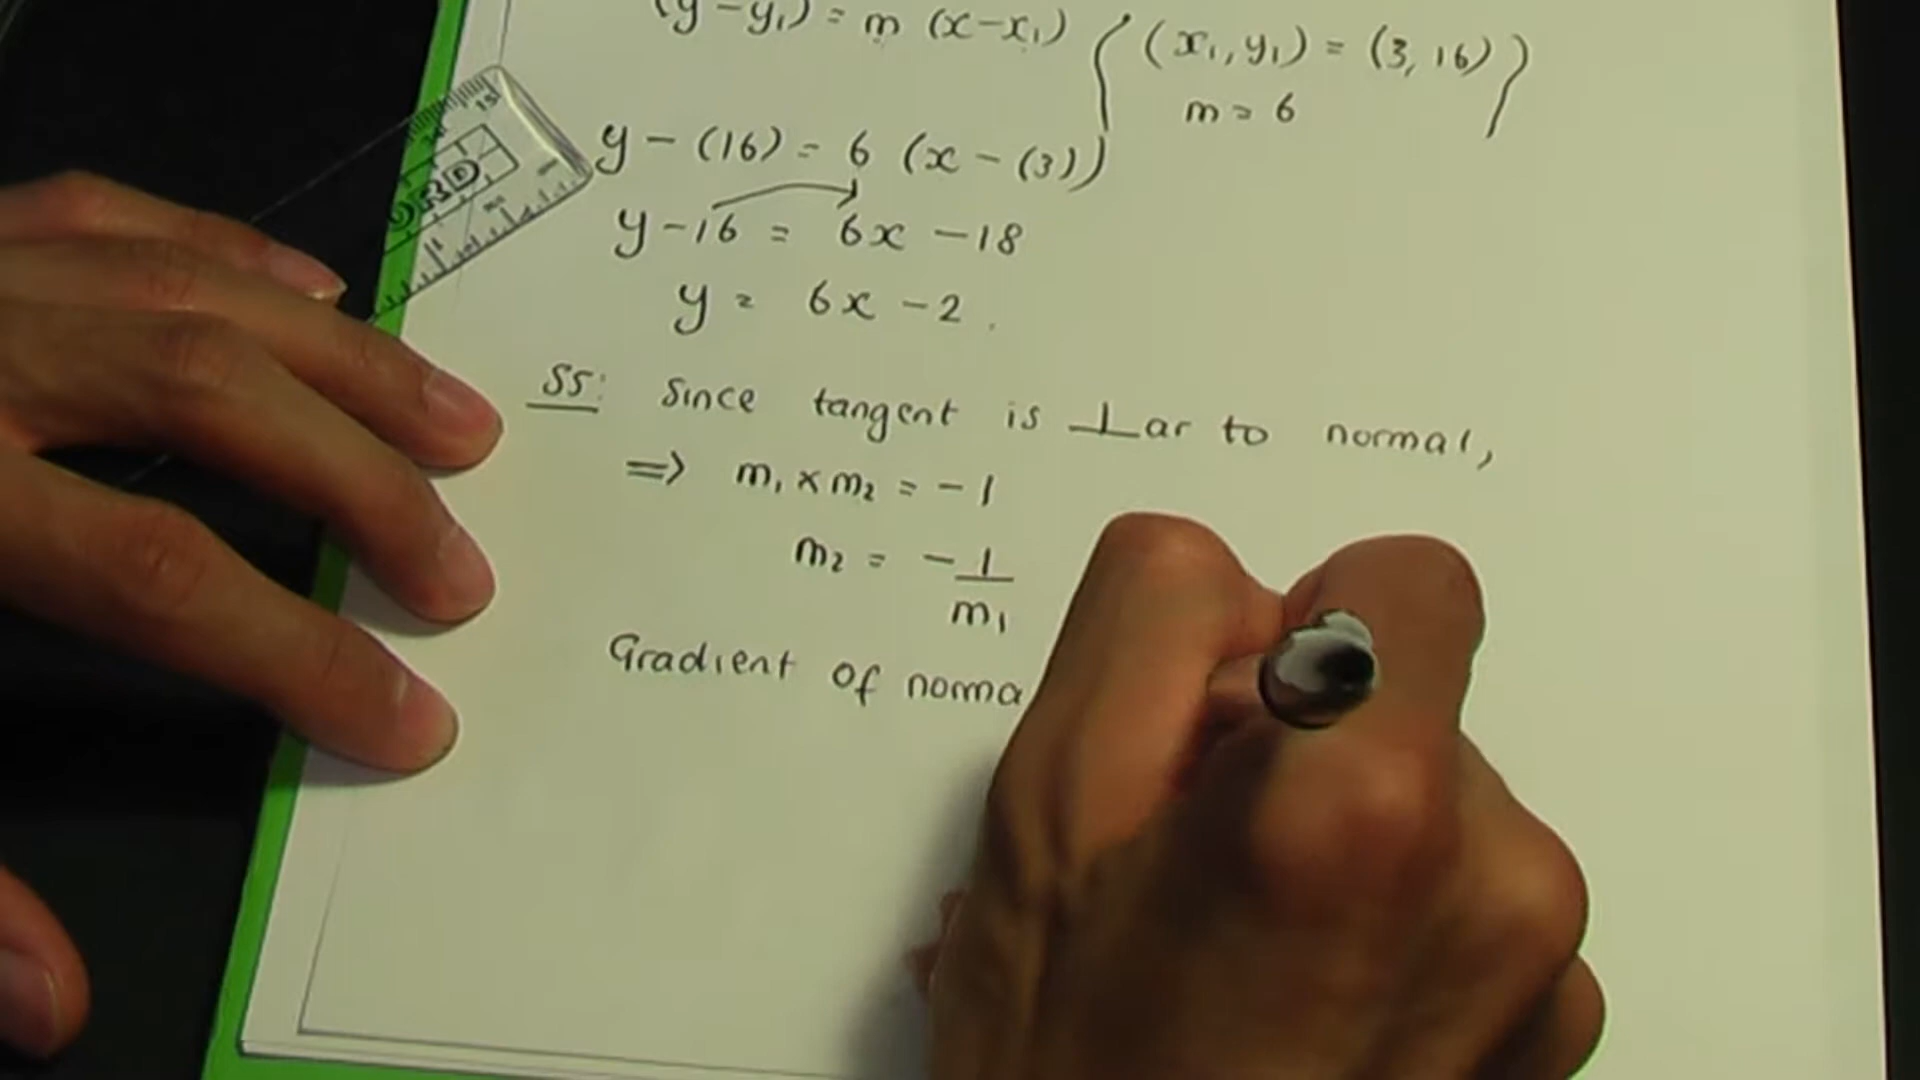 (y-y₁) = m (x-x₁) { (x₁, y₁) = (3, 16) }
m = 6
y - (16) = 6 (x - (3))
y - 16 = 6x - 18
y = 6x - 2.
SS: Since tangent is ⊥ar to normal,
=> m₁ x m₂ = -1
m₂ = -1/m₁
Gradient of norma